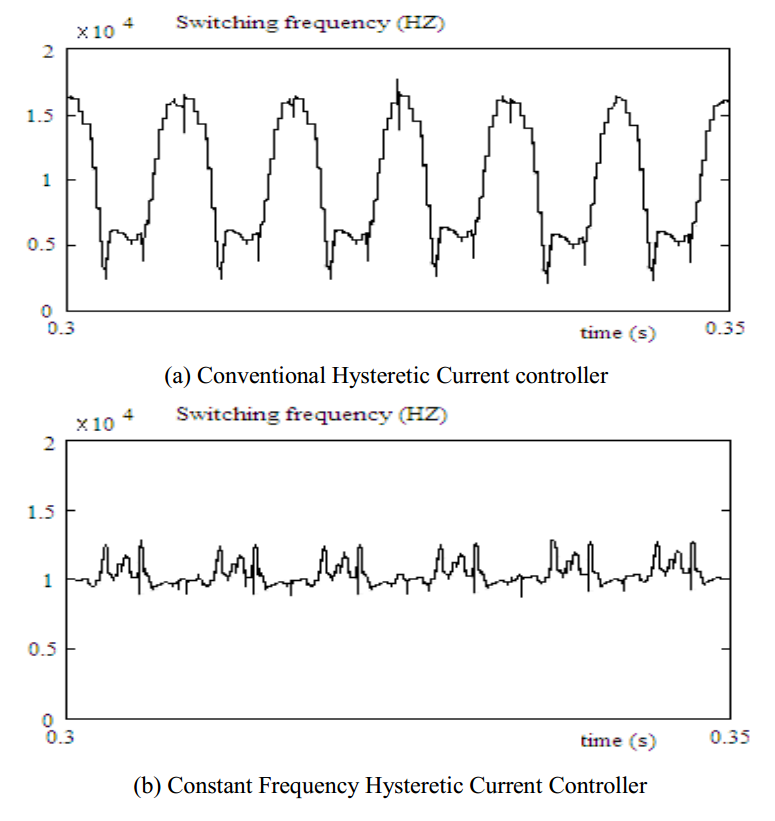 X10 4 Switching frequency (HZ)
2
1.5
1
0.5
0
0.3 time (s) 0.35
(a) Conventional Hysteretic Current controller
X10 4 Switching frequency (HZ)
2
1.5
1
0.5
0
0.3 time (s) 0.35
(b) Constant Frequency Hysteretic Current Controller